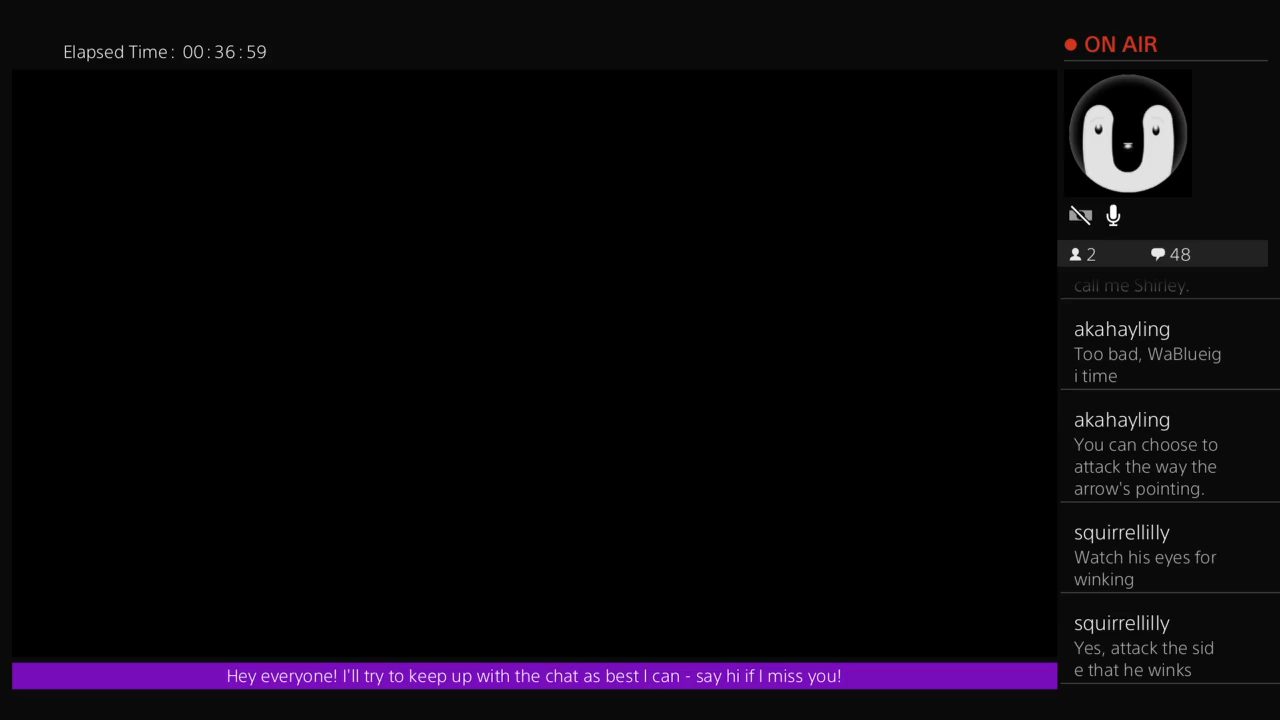 Elapsed Time: 00:36:59
ON AIR
2 48
call me Shirley.
akahayling
Too bad, WaBlueig
i time
akahayling
You can choose to
attack the way the
arrow's pointing.
squirrellilly
Watch his eyes for
winking
squirrellilly
Yes, attack the sid
e that he winks
Hey everyone! I'll try to keep up with the chat as best I can - say hi if I miss you!